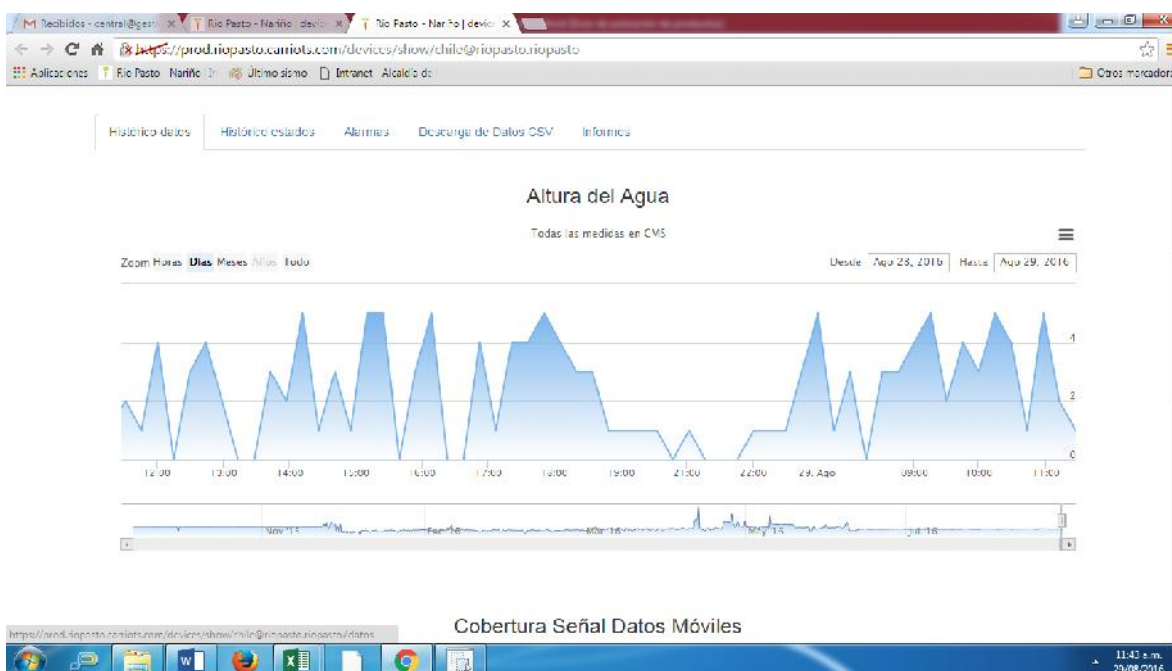 Recibidos - central@gest
Rio Pasto - Nariño | devic
Rio Pasto - Nariño | devic
https://prod.riopasto.carriots.com/devices/show/chile@riopasto.riopasto
Aplicaciones Rio Pasto Nariño Último sismo Intranet Alcaldía de Otros marcadores
Histórico datos Histórico estados Alarmas Descarga de Datos CSV Informes
Altura del Agua
Todas las medidas en CMS
Zoom Horas Días Meses Años Todo Desde Ago 28, 2016 Hasta Ago 29, 2016
4
2
0
12:00 13:00 14:00 15:00 16:00 17:00 18:00 19:00 21:00 22:00 29. Ago 09:00 10:00 11:00
Nov '15 Ene '16 Mar '16 May '16 Jul '16
Cobertura Señal Datos Móviles
https://prod.riopasto.carriots.com/devices/show/chile@riopasto.riopasto/datos
11:43 a.m.
29/08/2016